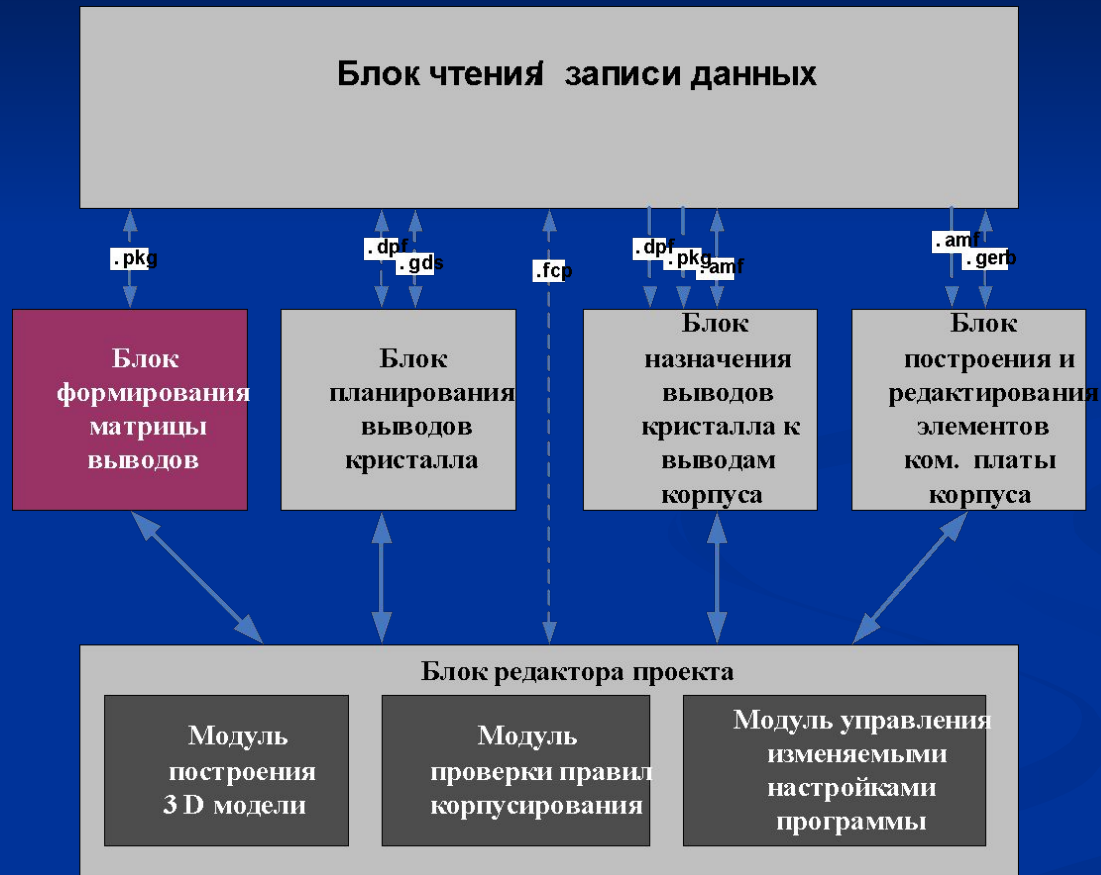 Блок чтения/ записи данных
.pkg
.dpf
.gds
.fcp
.dpf
.pkg
.amf
.amf
.gerb
Блок
формирования
матрицы
выводов
Блок
планирования
выводов
кристалла
Блок
назначения
выводов
кристалла к
выводам
корпуса
Блок
построения и
редактирования
элементов
ком. платы
корпуса
Блок редактора проекта
Модуль
построения
3 D модели
Модуль
проверки правил
корпусирования
Модуль управления
изменяемыми
настройками
программы